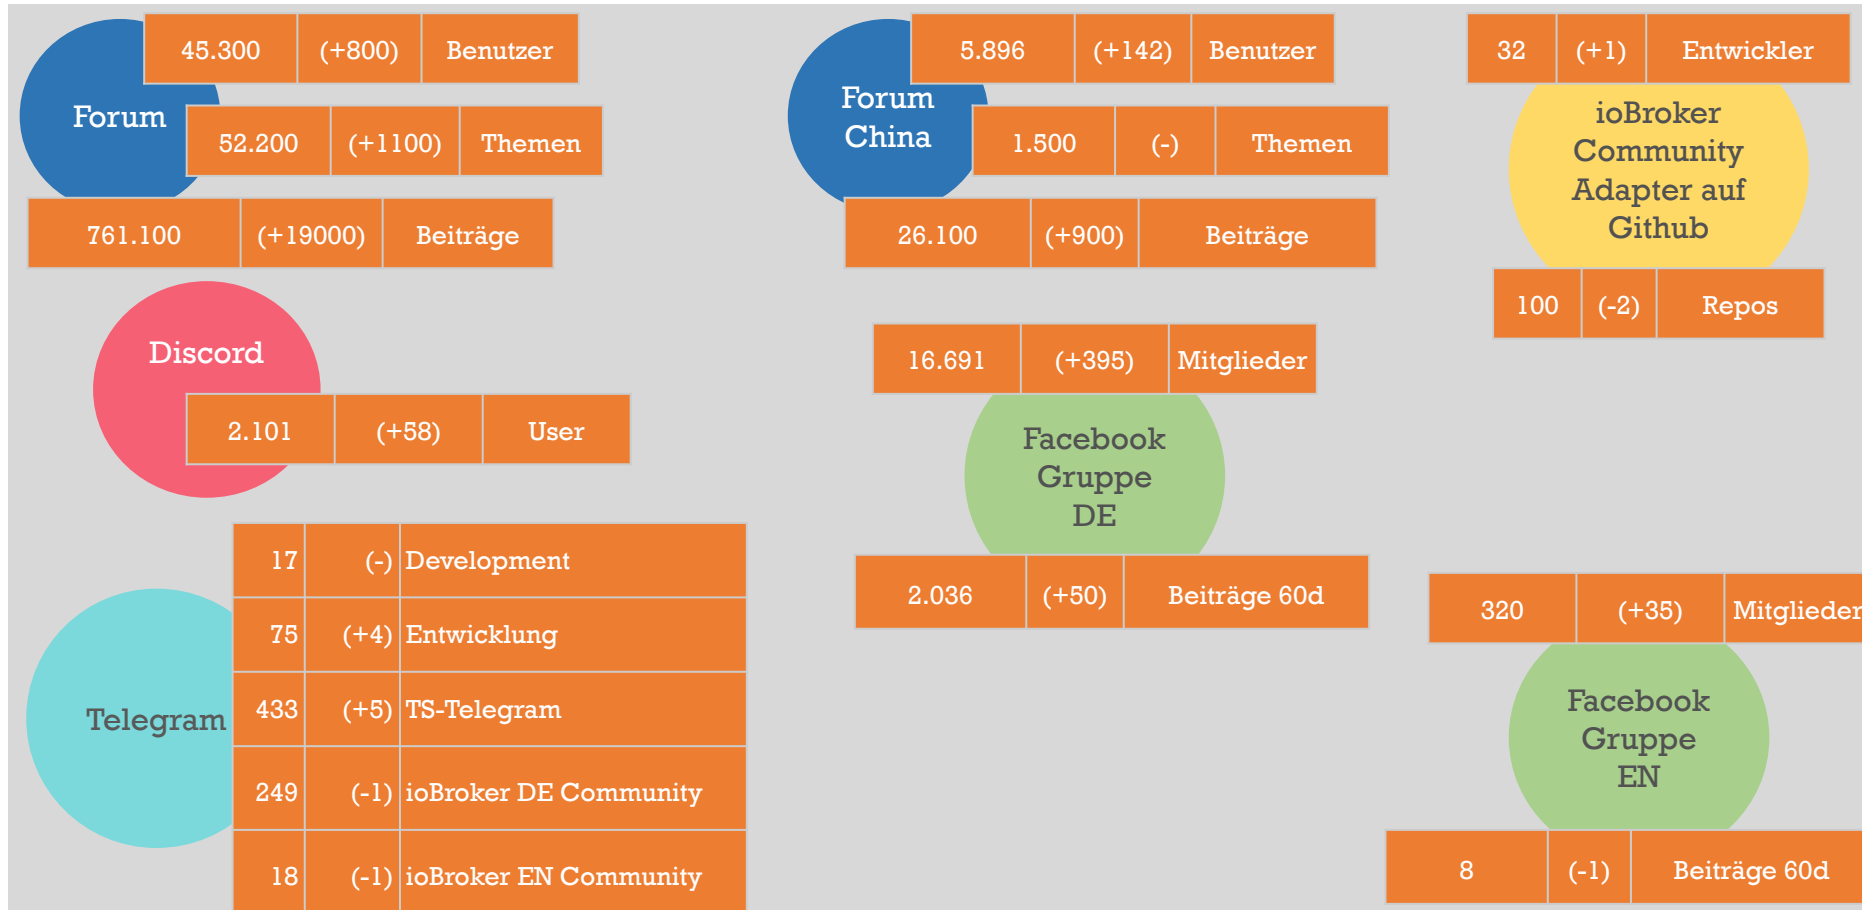 Forum
45.300 (+800) Benutzer
52.200 (+1100) Themen
761.100 (+19000) Beiträge
Forum
China
5.896 (+142) Benutzer
1.500 (-) Themen
26.100 (+900) Beiträge
32 (+1) Entwickler
ioBroker
Community
Adapter auf
Github
100 (-2) Repos
Discord
2.101 (+58) User
16.691 (+395) Mitglieder
Facebook
Gruppe
DE
2.036 (+50) Beiträge 60d
Telegram
17 (-) Development
75 (+4) Entwicklung
433 (+5) TS-Telegram
249 (-1) ioBroker DE Community
18 (-1) ioBroker EN Community
320 (+35) Mitglieder
Facebook
Gruppe
EN
8 (-1) Beiträge 60d